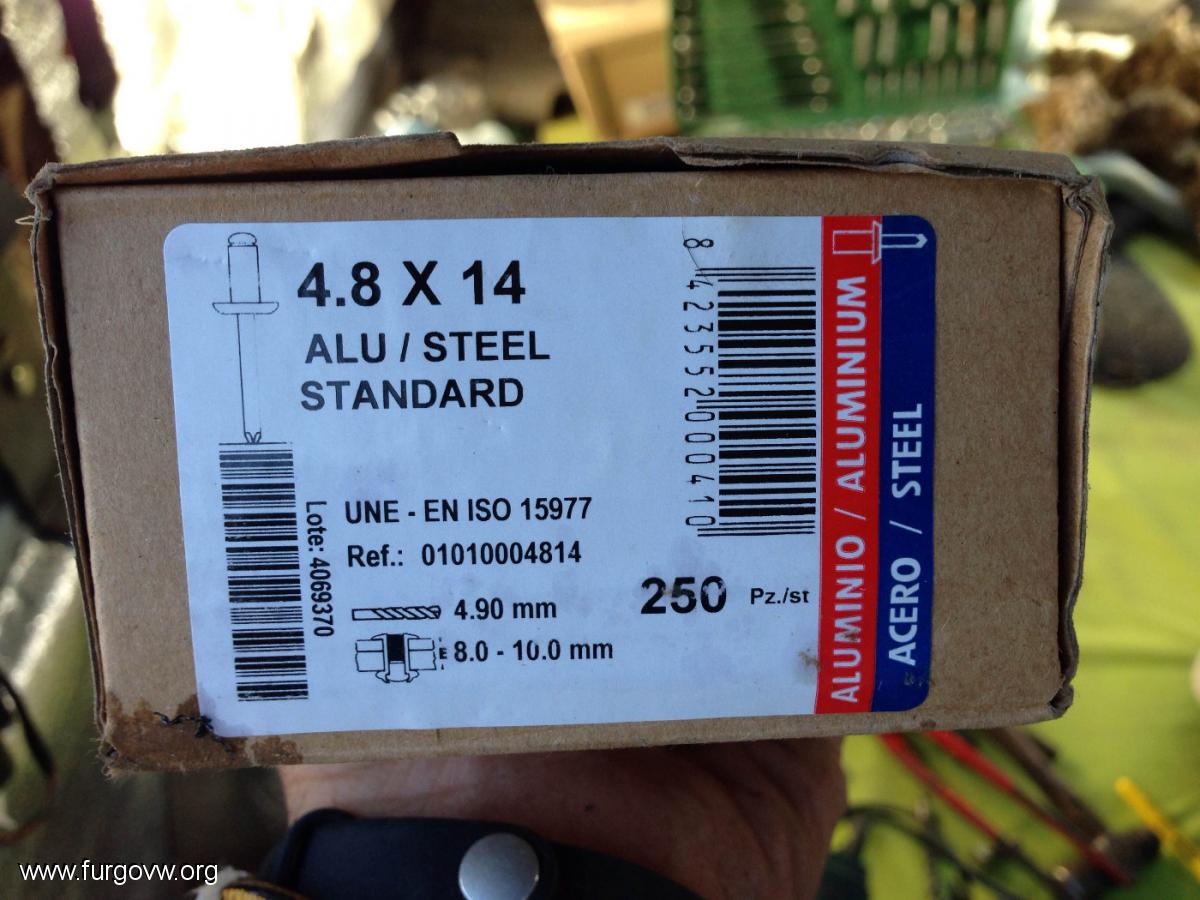 4.8 X 14
ALU / STEEL
STANDARD
UNE - EN ISO 15977
Ref.: 01010004814
4.90 mm
E 8.0 - 10.0 mm
250 Pz./st
Lote: 4069370
8 423552 000410
ALUMINIO / ALUMINIUM
ACERO / STEEL
www.furgovw.org